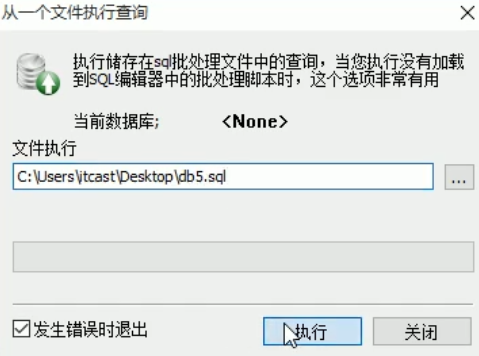 从一个文件执行查询
执行储存在sql批处理文件中的查询，当您执行没有加载
到SQL编辑器中的批处理脚本时，这个选项非常有用
当前数据库; <None>
文件执行
C:\Users\itcast\Desktop\db5.sql
...
发生错误时退出
执行
关闭